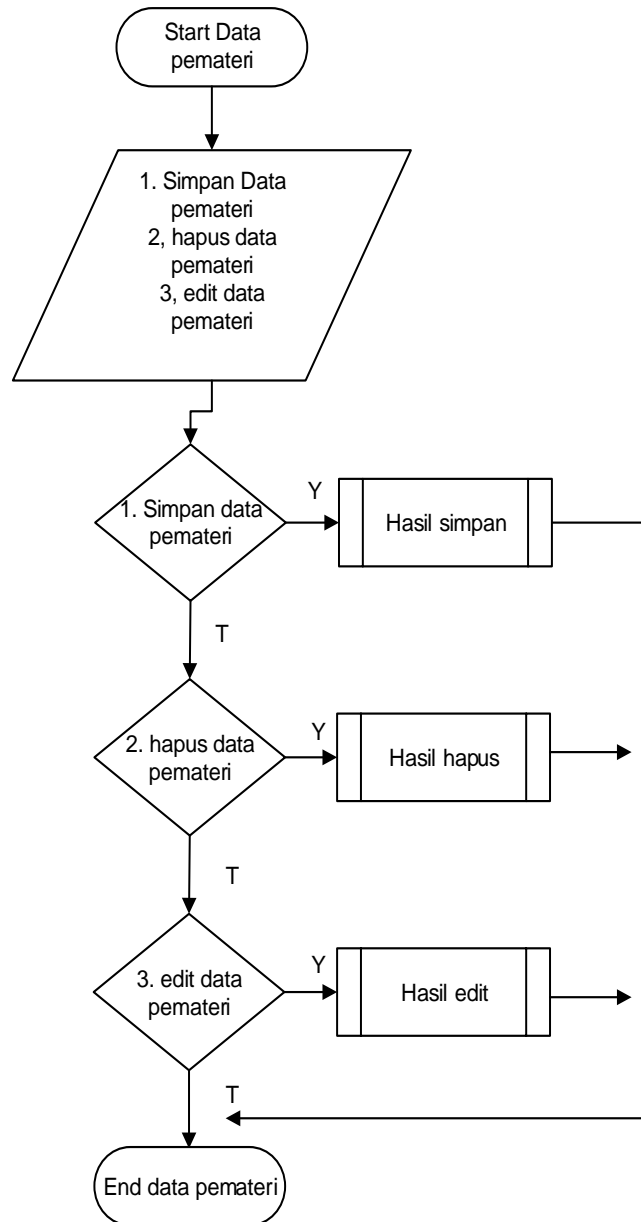 Start Data
pemateri
1. Simpan Data
pemateri
2, hapus data
pemateri
3, edit data
pemateri
1. Simpan data
pemateri
Y
Hasil simpan
T
2. hapus data
pemateri
Y
Hasil hapus
T
3. edit data
pemateri
Y
Hasil edit
T
End data pemateri